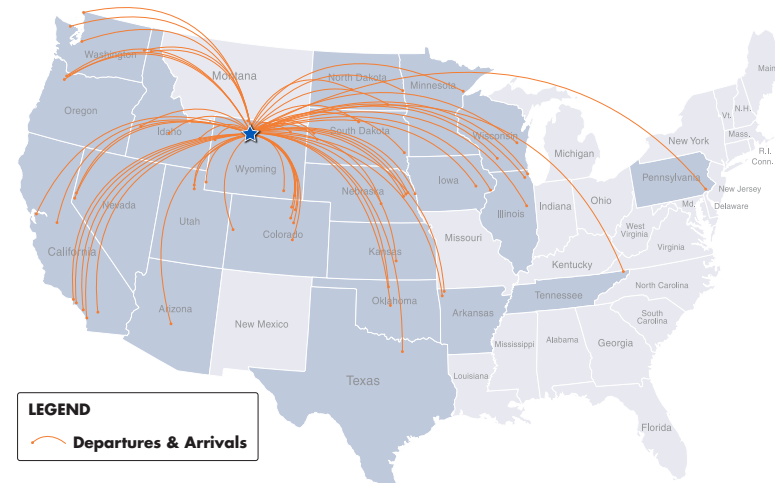 Washington
Montana
North Dakota
Minnesota
Maine
Oregon
Idaho
South Dakota
Wisconsin
Vt.
N.H.
Mass.
New York
R.I.
Conn.
Michigan
Wyoming
Pennsylvania
New Jersey
Iowa
Nebraska
Nevada
Utah
Illinois
Indiana
Ohio
Md.
Delaware
West
Virginia
Colorado
Missouri
Virginia
California
Kansas
Kentucky
North Carolina
Tennessee
Arizona
New Mexico
Oklahoma
Arkansas
South
Carolina
Mississippi
Alabama
Georgia
Texas
Louisiana
Florida
LEGEND
Departures & Arrivals